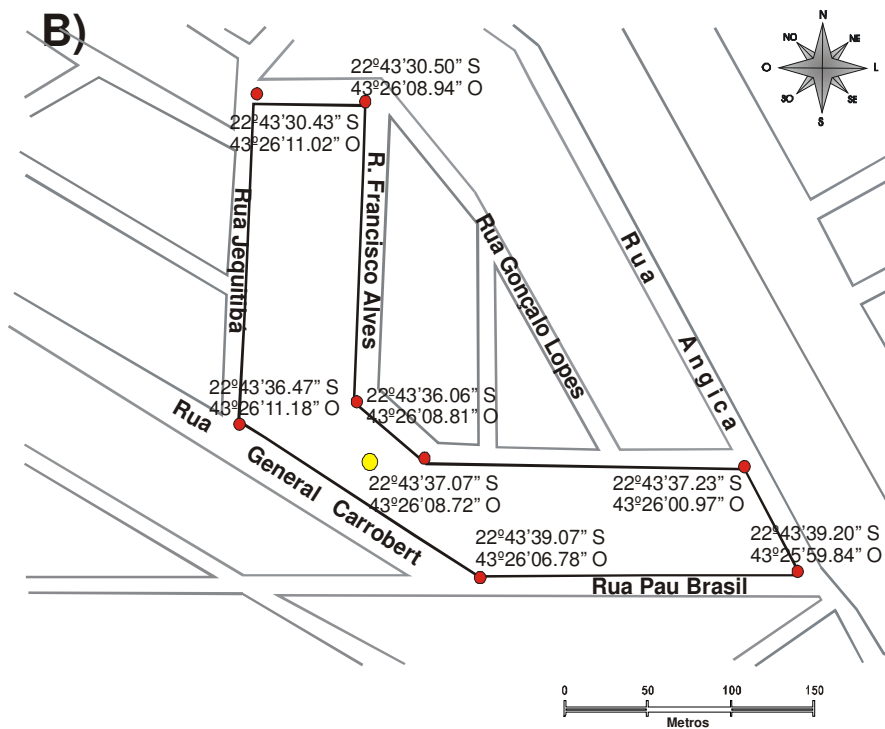 B)
N
NO
NE
O
L
SO
SE
S
22º43’30.50” S
43º26’08.94” O
22º43’30.43” S
43º26’11.02” O
Rua Jequitibá
R. Francisco Alves
Rua Gonçalo Lopes
Rua Angica
22º43’36.47” S
43º26’11.18” O
22º43’36.06” S
43º26’08.81” O
Rua General Carrobert
22º43’37.07” S
43º26’08.72” O
22º43’37.23” S
43º26’00.97” O
22º43’39.07” S
43º26’06.78” O
22º43’39.20” S
43º25’59.84” O
Rua Pau Brasil
0 50 100 150
Metros